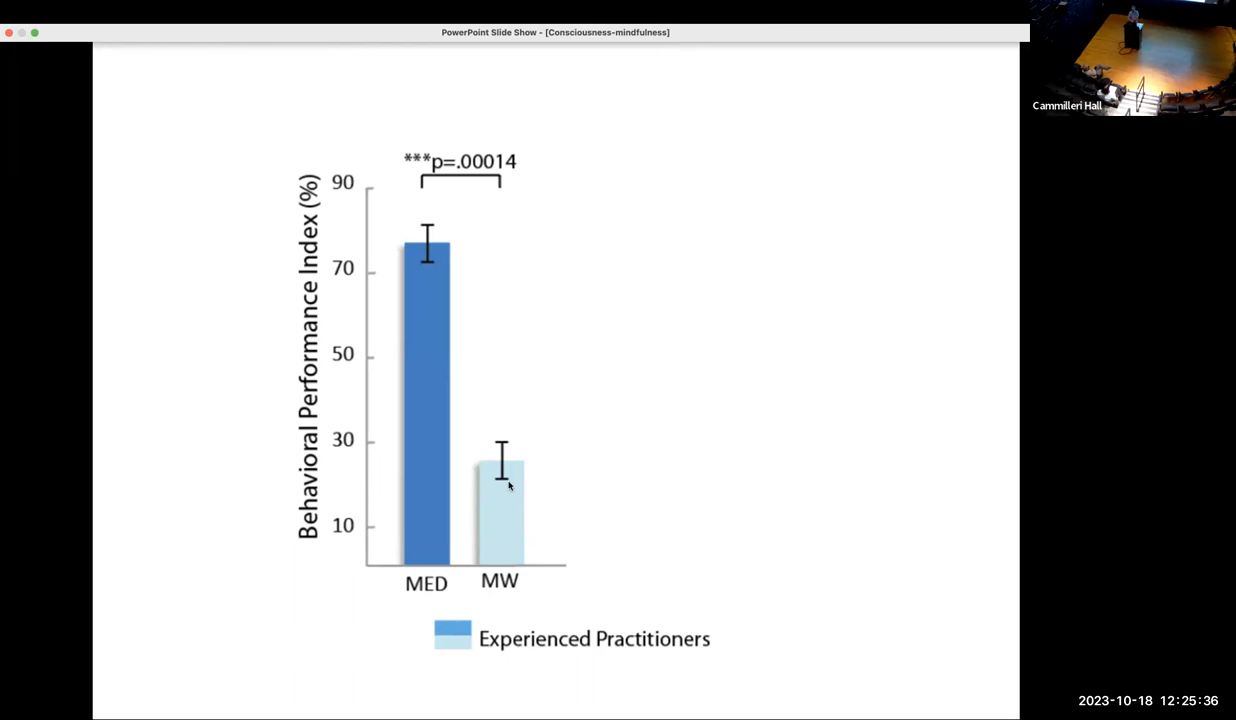 PowerPoint Slide Show - [Consciousness-mindfulness]
Cammilleri Hall
***p=.00014
Behavioral Performance Index (%)
90
70
50
30
10
MED
MW
Experienced Practitioners
2023-10-18 12:25:36